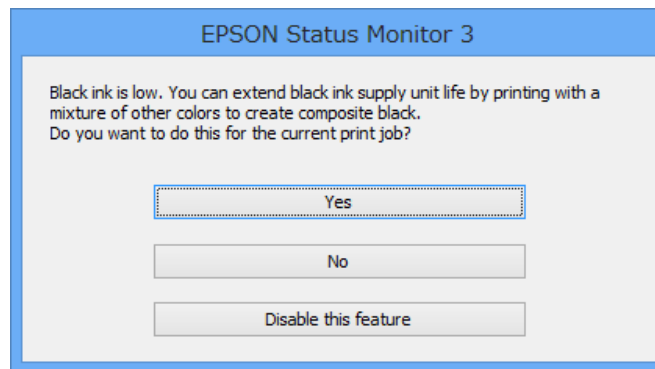 EPSON Status Monitor 3
Black ink is low. You can extend black ink supply unit life by printing with a
mixture of other colors to create composite black.
Do you want to do this for the current print job?
Yes
No
Disable this feature